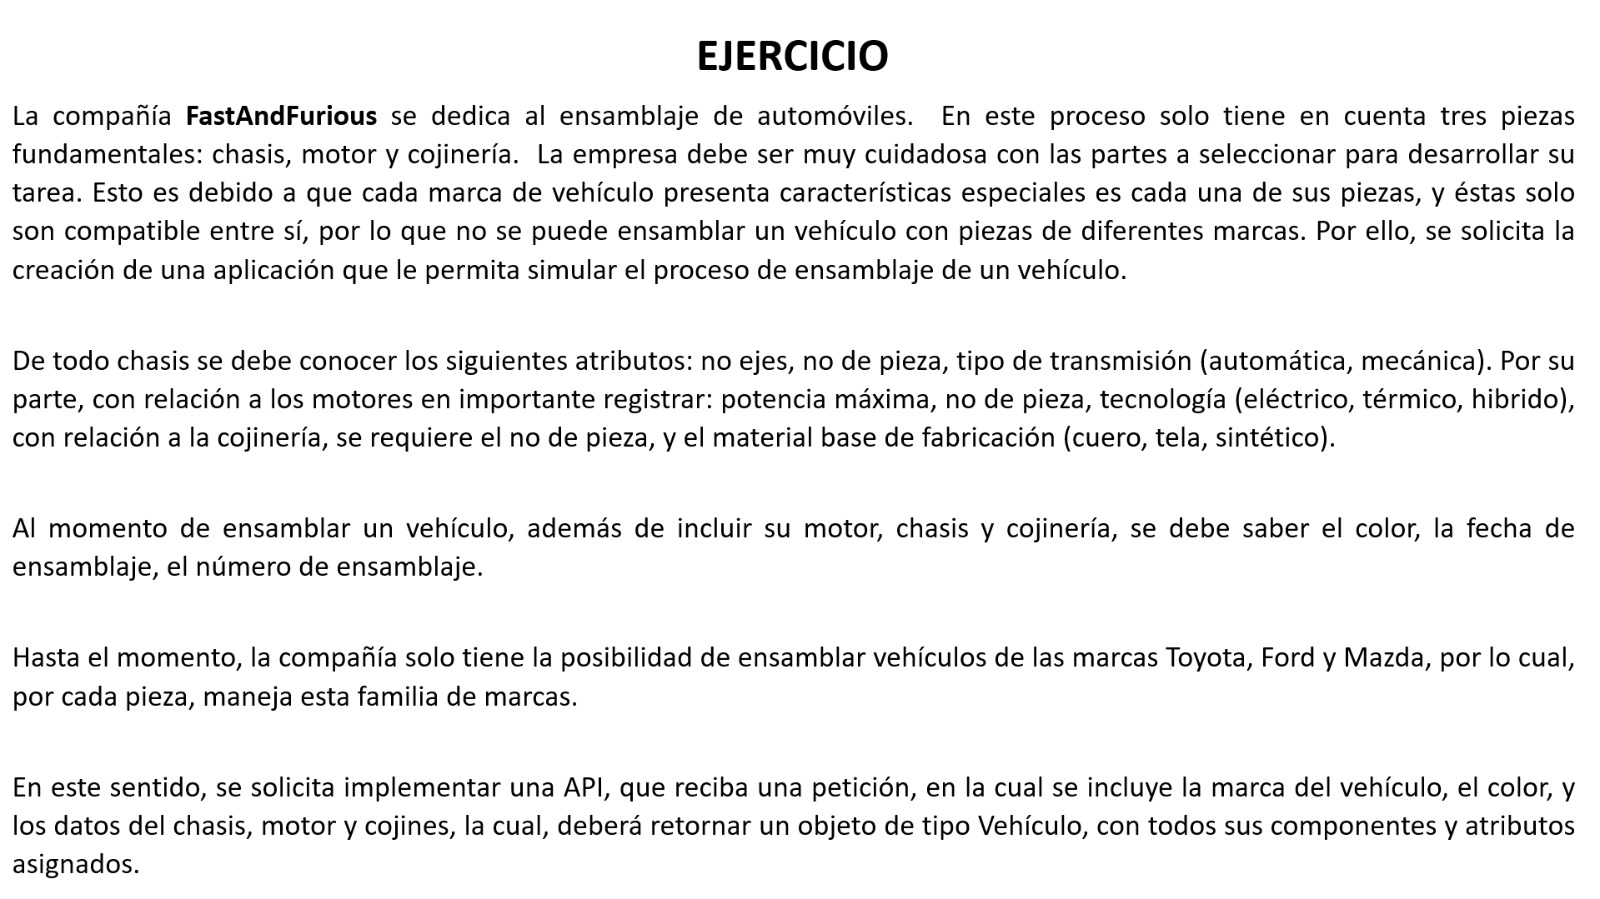 EJERCICIO
La compañía FastAndFurious se dedica al ensamblaje de automóviles. En este proceso solo tiene en cuenta tres piezas
fundamentales: chasis, motor y cojinería. La empresa debe ser muy cuidadosa con las partes a seleccionar para desarrollar su
tarea. Esto es debido a que cada marca de vehículo presenta características especiales es cada una de sus piezas, y éstas solo
son compatible entre sí, por lo que no se puede ensamblar un vehículo con piezas de diferentes marcas. Por ello, se solicita la
creación de una aplicación que le permita simular el proceso de ensamblaje de un vehículo.
De todo chasis se debe conocer los siguientes atributos: no ejes, no de pieza, tipo de transmisión (automática, mecánica). Por su
parte, con relación a los motores en importante registrar: potencia máxima, no de pieza, tecnología (eléctrico, térmico, hibrido),
con relación a la cojinería, se requiere el no de pieza, y el material base de fabricación (cuero, tela, sintético).
Al momento de ensamblar un vehículo, además de incluir su motor, chasis y cojinería, se debe saber el color, la fecha de
ensamblaje, el número de ensamblaje.
Hasta el momento, la compañía solo tiene la posibilidad de ensamblar vehículos de las marcas Toyota, Ford y Mazda, por lo cual,
por cada pieza, maneja esta familia de marcas.
En este sentido, se solicita implementar una API, que reciba una petición, en la cual se incluye la marca del vehículo, el color, y
los datos del chasis, motor y cojines, la cual, deberá retornar un objeto de tipo Vehículo, con todos sus componentes y atributos
asignados.